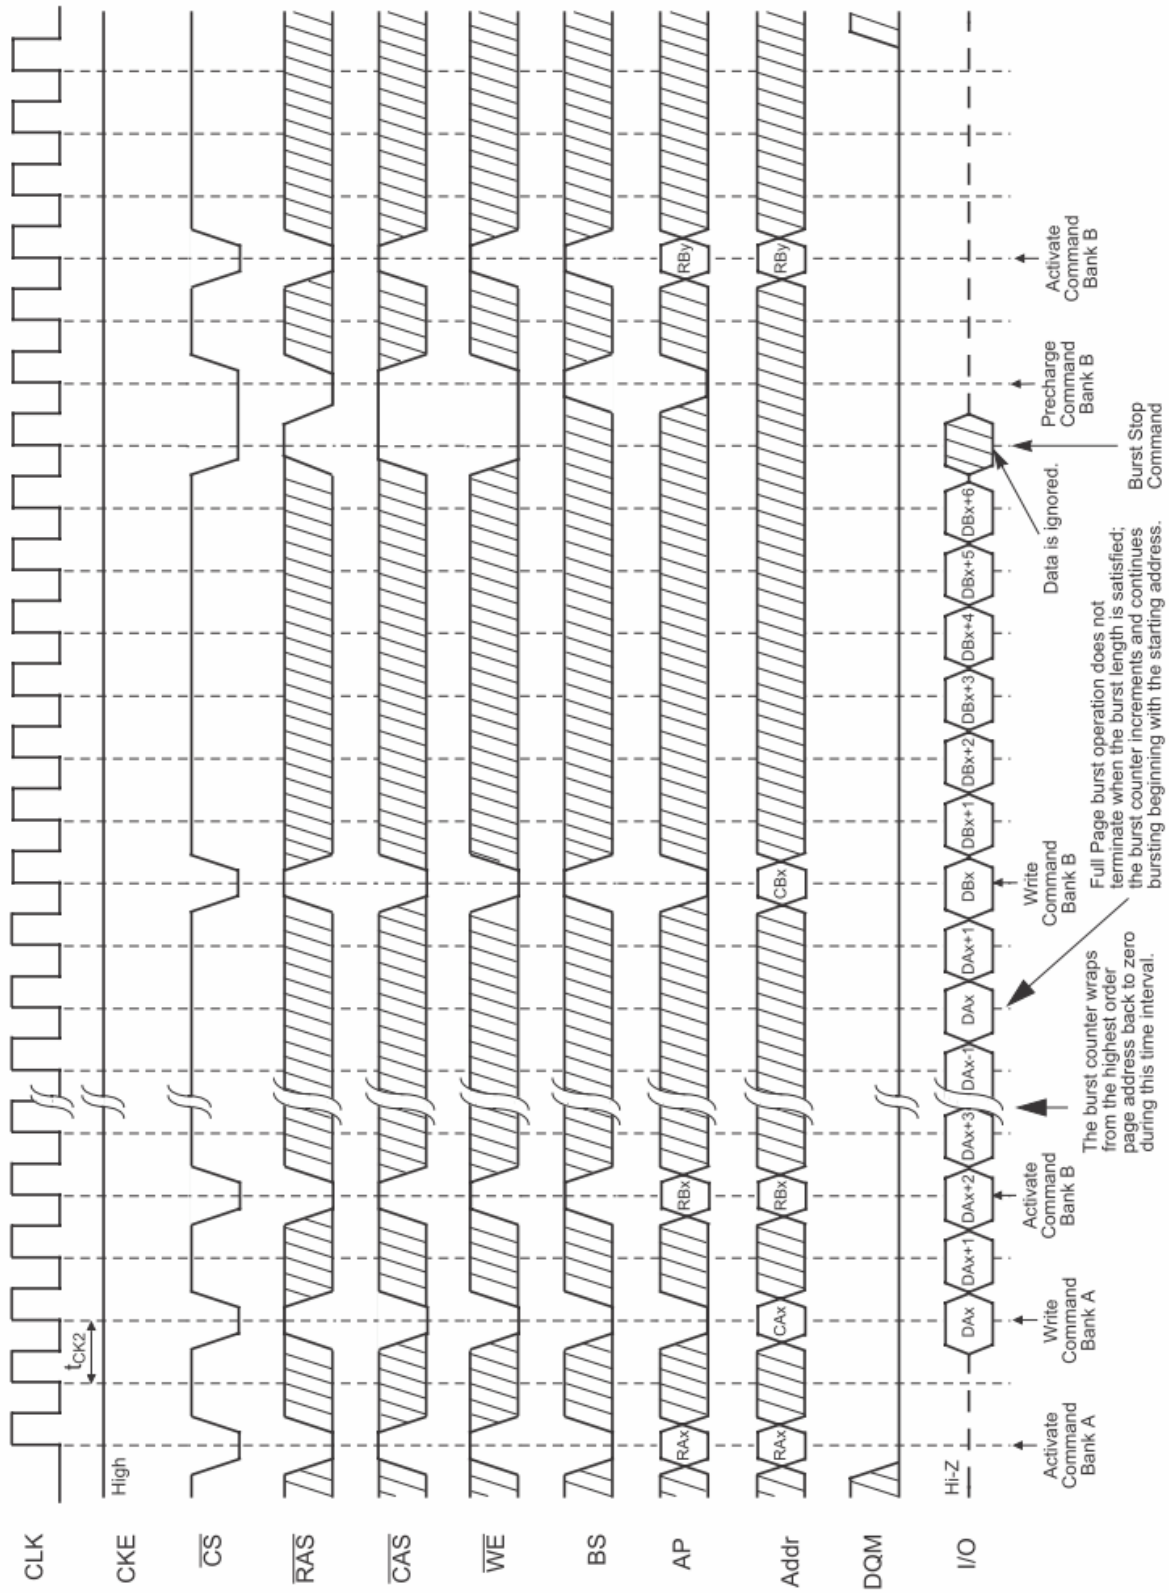 CLK
tCK2
CKE
High
CS
RAS
CAS
WE
BS
AP
RAx
RBx
RBy
Addr
RAx
CAx
RBx
CBx
RBy
DQM
I/O
Hi-Z
DAx
DAx+1
DAx+2
DAx+3
DAx-1
DAx
DAx+1
DBx
DBx+1
DBx+2
DBx+3
DBx+4
DBx+5
DBx+6
Activate
Command
Bank A
Write
Command
Bank A
Activate
Command
Bank B
The burst counter wraps
from the highest order
page address back to zero
during this time interval.
Write
Command
Bank B
Full Page burst operation does not
terminate when the burst length is satisfied;
the burst counter increments and continues
bursting beginning with the starting address.
Data is ignored.
Burst Stop
Command
Precharge
Command
Bank B
Activate
Command
Bank B